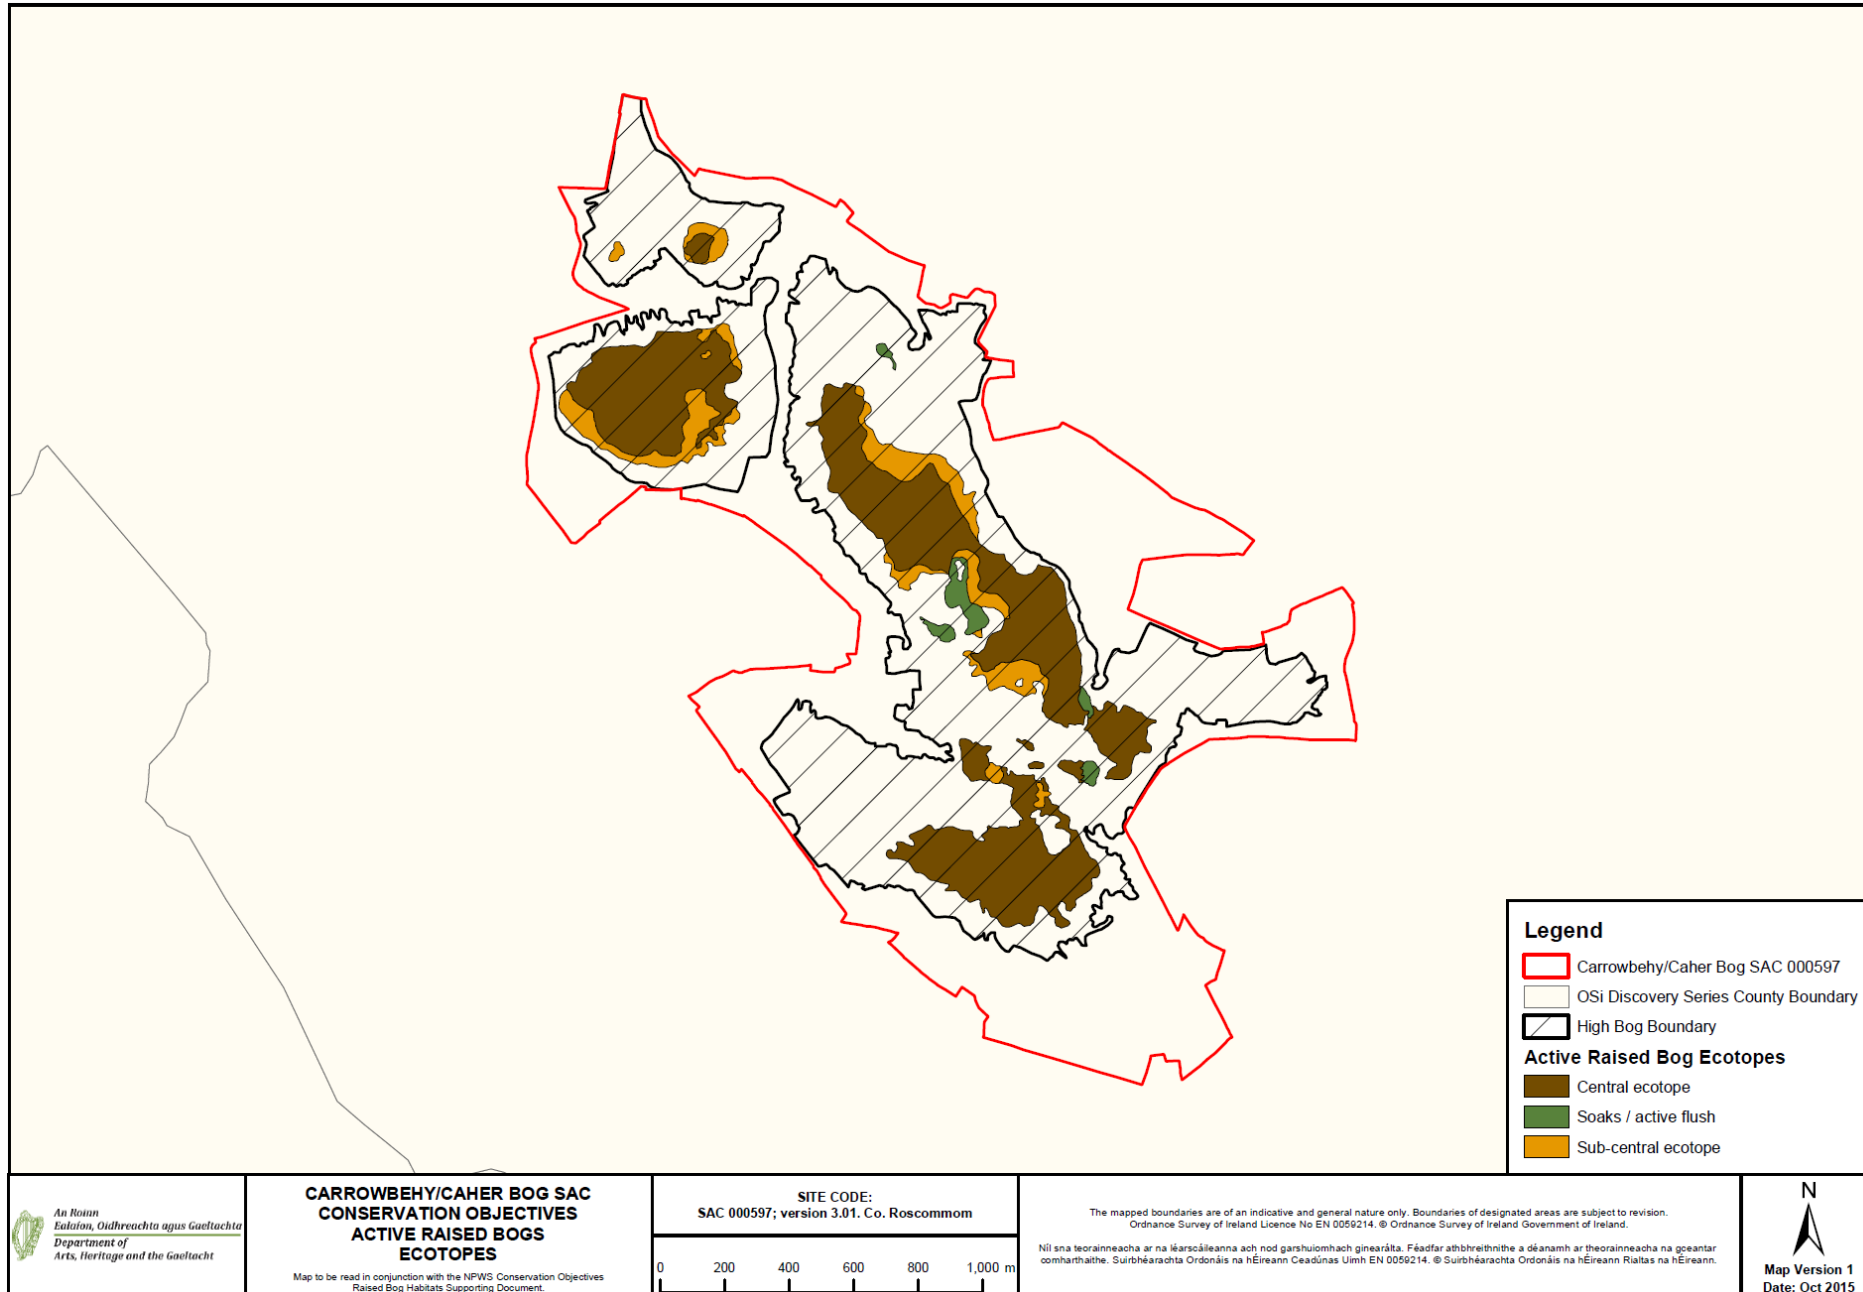 Legend
Carrowbehy/Caher Bog SAC 000597
OSi Discovery Series County Boundary
High Bog Boundary
Active Raised Bog Ecotopes
Central ecotope
Soaks / active flush
Sub-central ecotope
An Roinn
Ealaíon, Oidhreachta agus Gaeltachta
Department of
Arts, Heritage and the Gaeltacht
CARROWBEHY/CAHER BOG SAC
CONSERVATION OBJECTIVES
ACTIVE RAISED BOGS
ECOTOPES
Map to be read in conjunction with the NPWS Conservation Objectives
Raised Bog Habitats Supporting Document.
SITE CODE:
SAC 000597; version 3.01. Co. Roscommom
0 200 400 600 800 1,000 m
The mapped boundaries are of an indicative and general nature only. Boundaries of designated areas are subject to revision.
Ordnance Survey of Ireland Licence No EN 0059214. © Ordnance Survey of Ireland Government of Ireland.
Níl sna teorainneacha ar na léarscáileanna ach nod garshuiomhach ginearálta. Féadfar athbhreithnithe a déanamh ar theorainneacha na gceantar
comharthaithe. Suirbhéarachta Ordonáis na hÉireann Ceadúnas Uimh EN 0059214. © Suirbhéarachta Ordonáis na hÉireann Rialtas na hÉireann.
N
Map Version 1
Date: Oct 2015